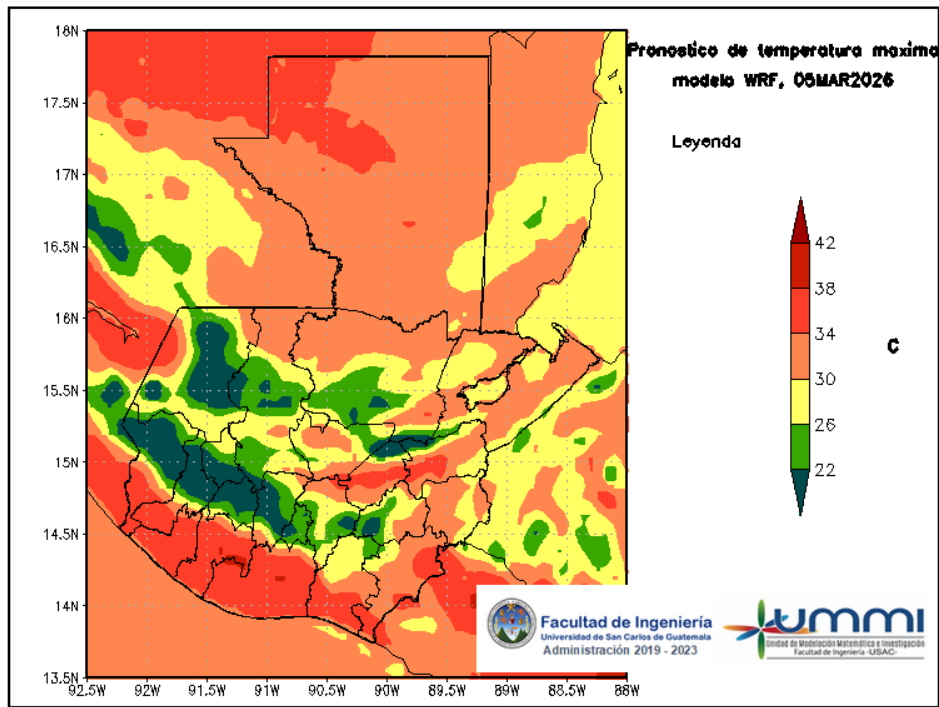 Pronostico de temperatura maxima
modelo WRF, 05MAR2026
Leyenda
42
38
34
30
26
22
C
18N
17.5N
17N
16.5N
16N
15.5N
15N
14.5N
14N
13.5N
92.5W
92W
91.5W
91W
90.5W
90W
89.5W
89W
88.5W
88W
Facultad de Ingeniería
Universidad de San Carlos de Guatemala
Administración 2019 - 2023
ummi
Unidad de Modelación Matemática e Investigación
Facultad de Ingeniería -USAC-